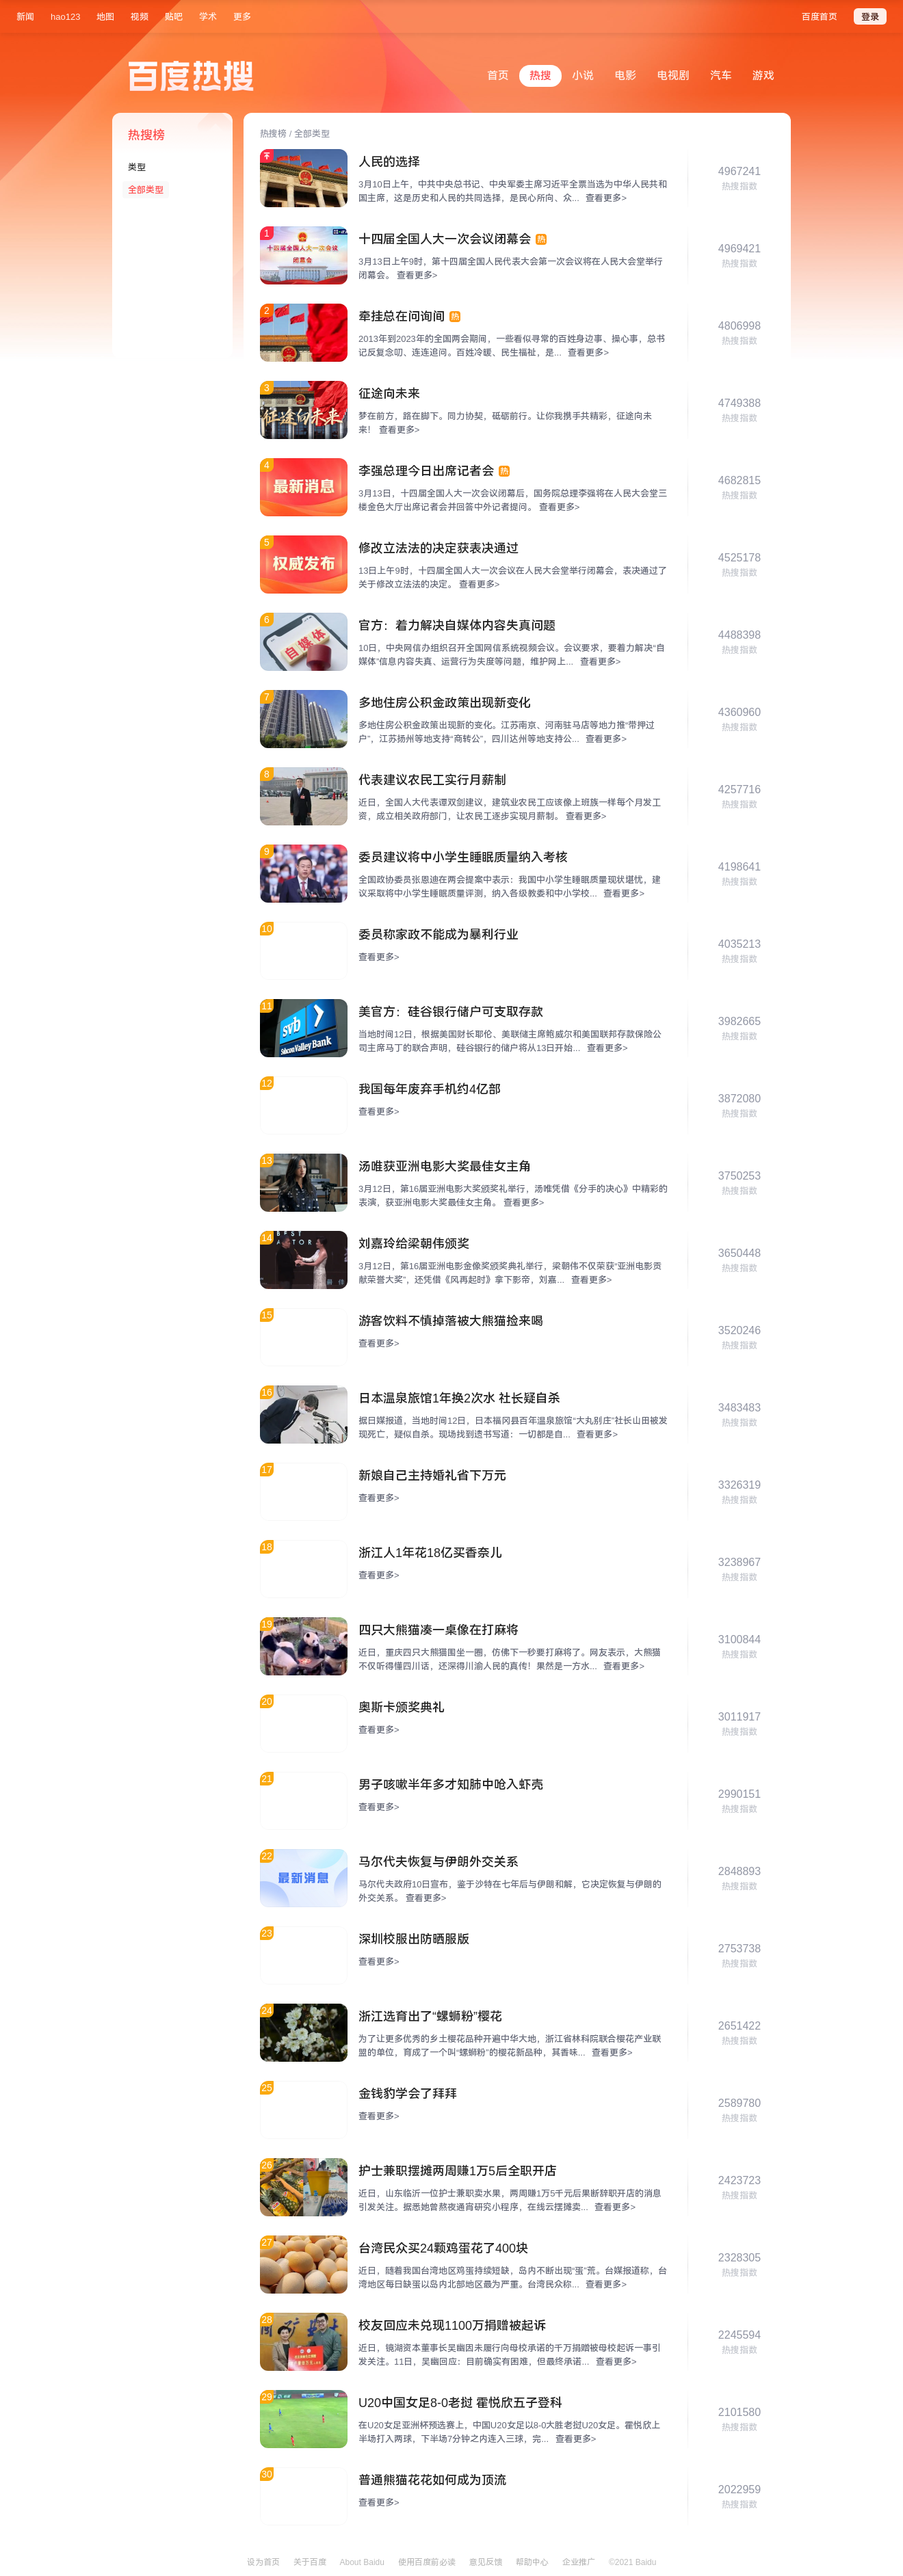 新闻 hao123 地图 视频 贴吧 学术 更多 百度首页 登录
百度热搜
首页 热搜 小说 电影 电视剧 汽车 游戏
热搜榜
类型
全部类型
热搜榜 / 全部类型
人民的选择
3月10日上午，中共中央总书记、中央军委主席习近平全票当选为中华人民共和
国主席，这是历史和人民的共同选择，是民心所向、众... 查看更多>
4967241
热搜指数
1
十四届全国人大一次会议
闭幕会
十四届全国人大一次会议闭幕会 热
3月13日上午9时，第十四届全国人民代表大会第一次会议将在人民大会堂举行
闭幕会。 查看更多>
4969421
热搜指数
2
牵挂总在问询间 热
2013年到2023年的全国两会期间，一些看似寻常的百姓身边事、操心事，总书
记反复念叨、连连追问。百姓冷暖、民生福祉，是... 查看更多>
4806998
热搜指数
3
征途向未来
征途向未来
梦在前方，路在脚下。同力协契，砥砺前行。让你我携手共精彩，征途向未
来！ 查看更多>
4749388
热搜指数
4
最新消息
李强总理今日出席记者会 热
3月13日，十四届全国人大一次会议闭幕后，国务院总理李强将在人民大会堂三
楼金色大厅出席记者会并回答中外记者提问。 查看更多>
4682815
热搜指数
5
权威发布
修改立法法的决定获表决通过
13日上午9时，十四届全国人大一次会议在人民大会堂举行闭幕会，表决通过了
关于修改立法法的决定。 查看更多>
4525178
热搜指数
6
自媒体
官方：着力解决自媒体内容失真问题
10日，中央网信办组织召开全国网信系统视频会议。会议要求，要着力解决“自
媒体”信息内容失真、运营行为失度等问题，维护网上... 查看更多>
4488398
热搜指数
7
多地住房公积金政策出现新变化
多地住房公积金政策出现新的变化。江苏南京、河南驻马店等地力推“带押过
户”，江苏扬州等地支持“商转公”，四川达州等地支持公... 查看更多>
4360960
热搜指数
8
代表建议农民工实行月薪制
近日，全国人大代表谭双剑建议，建筑业农民工应该像上班族一样每个月发工
资，成立相关政府部门，让农民工逐步实现月薪制。 查看更多>
4257716
热搜指数
9
委员建议将中小学生睡眠质量纳入考核
全国政协委员张恩迪在两会提案中表示：我国中小学生睡眠质量现状堪忧，建
议采取将中小学生睡眠质量评测，纳入各级教委和中小学校... 查看更多>
4198641
热搜指数
10
委员称家政不能成为暴利行业
查看更多>
4035213
热搜指数
11
svb
Silicon Valley Bank
美官方：硅谷银行储户可支取存款
当地时间12日，根据美国财长耶伦、美联储主席鲍威尔和美国联邦存款保险公
司主席马丁的联合声明，硅谷银行的储户将从13日开始... 查看更多>
3982665
热搜指数
12
我国每年废弃手机约4亿部
查看更多>
3872080
热搜指数
13
汤唯获亚洲电影大奖最佳女主角
3月12日，第16届亚洲电影大奖颁奖礼举行，汤唯凭借《分手的决心》中精彩的
表演，获亚洲电影大奖最佳女主角。 查看更多>
3750253
热搜指数
14
刘嘉玲给梁朝伟颁奖
3月12日，第16届亚洲电影金像奖颁奖典礼举行，梁朝伟不仅荣获“亚洲电影贡
献荣誉大奖”，还凭借《风再起时》拿下影帝，刘嘉... 查看更多>
3650448
热搜指数
15
游客饮料不慎掉落被大熊猫捡来喝
查看更多>
3520246
热搜指数
16
日本温泉旅馆1年换2次水 社长疑自杀
据日媒报道，当地时间12日，日本福冈县百年温泉旅馆“大丸别庄”社长山田被发
现死亡，疑似自杀。现场找到遗书写道：一切都是自... 查看更多>
3483483
热搜指数
17
新娘自己主持婚礼省下万元
查看更多>
3326319
热搜指数
18
浙江人1年花18亿买香奈儿
查看更多>
3238967
热搜指数
19
四只大熊猫凑一桌像在打麻将
近日，重庆四只大熊猫围坐一圈，仿佛下一秒要打麻将了。网友表示，大熊猫
不仅听得懂四川话，还深得川渝人民的真传！果然是一方水... 查看更多>
3100844
热搜指数
20
奥斯卡颁奖典礼
查看更多>
3011917
热搜指数
21
男子咳嗽半年多才知肺中呛入虾壳
查看更多>
2990151
热搜指数
22
最新消息
马尔代夫恢复与伊朗外交关系
马尔代夫政府10日宣布，鉴于沙特在七年后与伊朗和解，它决定恢复与伊朗的
外交关系。 查看更多>
2848893
热搜指数
23
深圳校服出防晒服版
查看更多>
2753738
热搜指数
24
浙江选育出了“螺蛳粉”樱花
为了让更多优秀的乡土樱花品种开遍中华大地，浙江省林科院联合樱花产业联
盟的单位，育成了一个叫“螺蛳粉”的樱花新品种，其香味... 查看更多>
2651422
热搜指数
25
金钱豹学会了拜拜
查看更多>
2589780
热搜指数
26
护士兼职摆摊两周赚1万5后全职开店
近日，山东临沂一位护士兼职卖水果，两周赚1万5千元后果断辞职开店的消息
引发关注。据悉她曾熬夜通宵研究小程序，在线云摆摊卖... 查看更多>
2423723
热搜指数
27
台湾民众买24颗鸡蛋花了400块
近日，随着我国台湾地区鸡蛋持续短缺，岛内不断出现“蛋”荒。台媒报道称，台
湾地区每日缺蛋以岛内北部地区最为严重。台湾民众称... 查看更多>
2328305
热搜指数
28
校友回应未兑现1100万捐赠被起诉
近日，镜湖资本董事长吴幽因未履行向母校承诺的千万捐赠被母校起诉一事引
发关注。11日，吴幽回应：目前确实有困难，但最终承诺... 查看更多>
2245594
热搜指数
29
U20中国女足8-0老挝 霍悦欣五子登科
在U20女足亚洲杯预选赛上，中国U20女足以8-0大胜老挝U20女足。霍悦欣上
半场打入两球，下半场7分钟之内连入三球，完... 查看更多>
2101580
热搜指数
30
普通熊猫花花如何成为顶流
查看更多>
2022959
热搜指数
设为首页 关于百度 About Baidu 使用百度前必读 意见反馈 帮助中心 企业推广 ©2021 Baidu